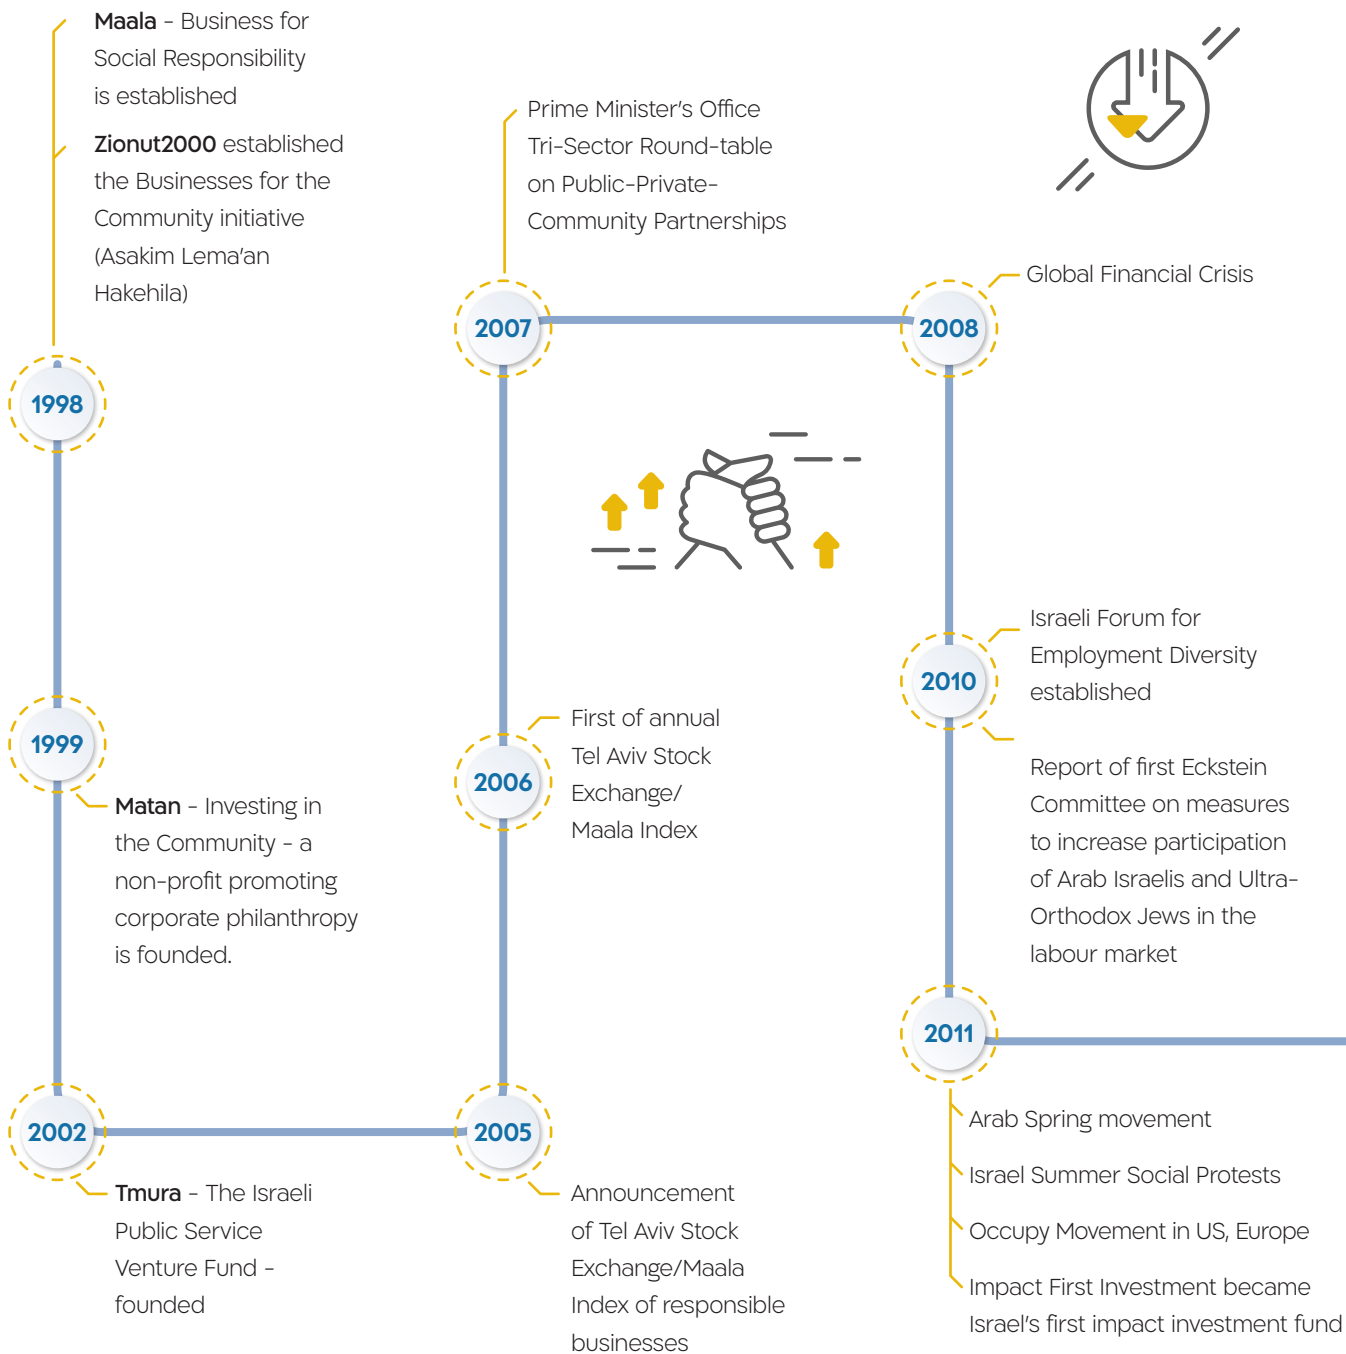 Maala - Business for
Social Responsibility
is established
Zionut2000 established
the Businesses for the
Community initiative
(Asakim Lema'an
Hakehila)
1998
1999
Matan - Investing in
the Community - a
non-profit promoting
corporate philanthropy
is founded.
2002
Tmura - The Israeli
Public Service
Venture Fund -
founded
2005
Announcement
of Tel Aviv Stock
Exchange/Maala
Index of responsible
businesses
2006
First of annual
Tel Aviv Stock
Exchange/
Maala Index
Prime Minister's Office
Tri-Sector Round-table
on Public-Private-
Community Partnerships
2007
2008
Global Financial Crisis
2010
Israeli Forum for
Employment Diversity
established
Report of first Eckstein
Committee on measures
to increase participation
of Arab Israelis and Ultra-
Orthodox Jews in the
labour market
2011
Arab Spring movement
Israel Summer Social Protests
Occupy Movement in US, Europe
Impact First Investment became
Israel's first impact investment fund